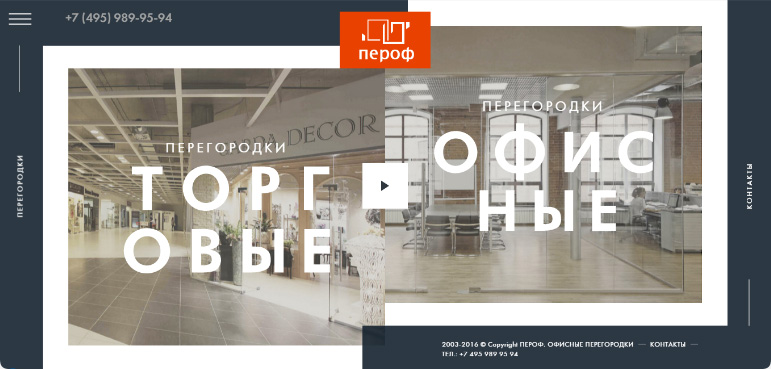 +7 (495) 989-95-94
пероф
ПЕРЕГОРОДКИ
ПЕРЕГОРОДКИ
ТОРГ
ОВЫЕ
DECOR
ПЕРЕГОРОДКИ
ОФИС
НЫЕ
КОНТАКТЫ
2003-2016 © Copyright ПЕРОФ. ОФИСНЫЕ ПЕРЕГОРОДКИ — КОНТАКТЫ —
ТЕЛ.: +7 495 989 95 94